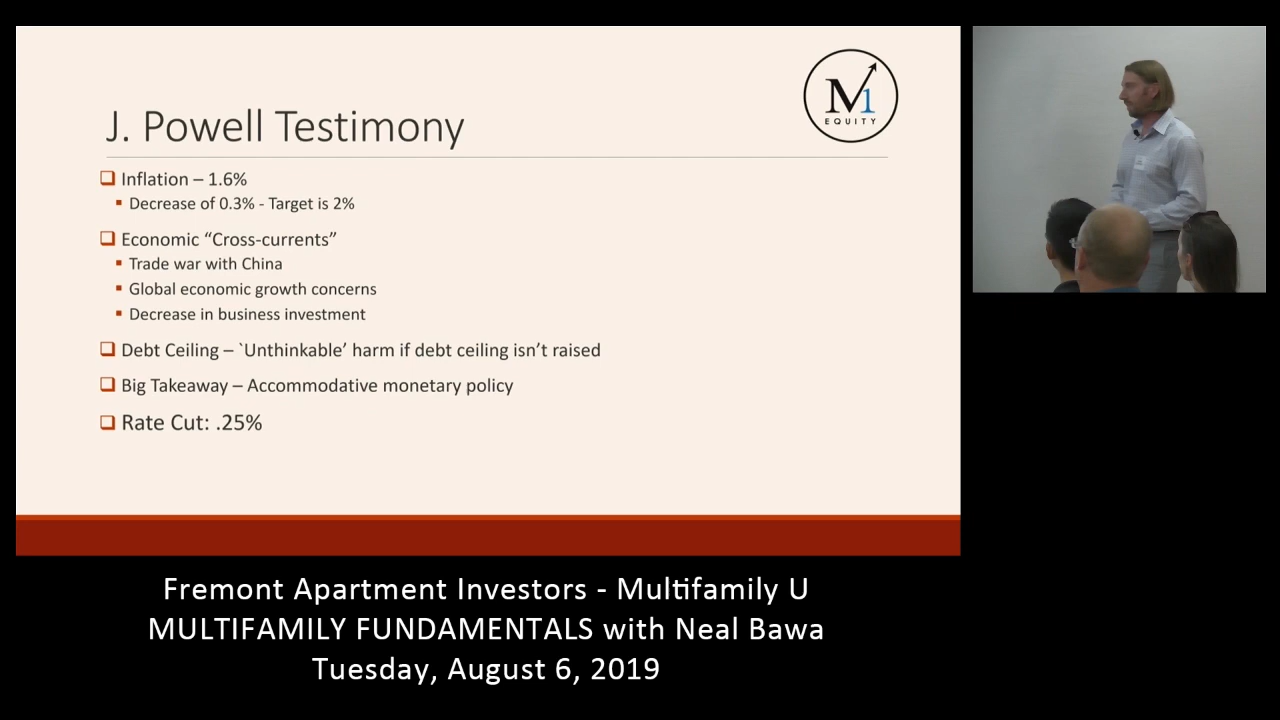 M1
EQUITY
J. Powell Testimony
Inflation – 1.6%
Decrease of 0.3% - Target is 2%
Economic “Cross-currents”
Trade war with China
Global economic growth concerns
Decrease in business investment
Debt Ceiling – `Unthinkable’ harm if debt ceiling isn’t raised
Big Takeaway – Accommodative monetary policy
Rate Cut: .25%
Fremont Apartment Investors - Multifamily U
MULTIFAMILY FUNDAMENTALS with Neal Bawa
Tuesday, August 6, 2019